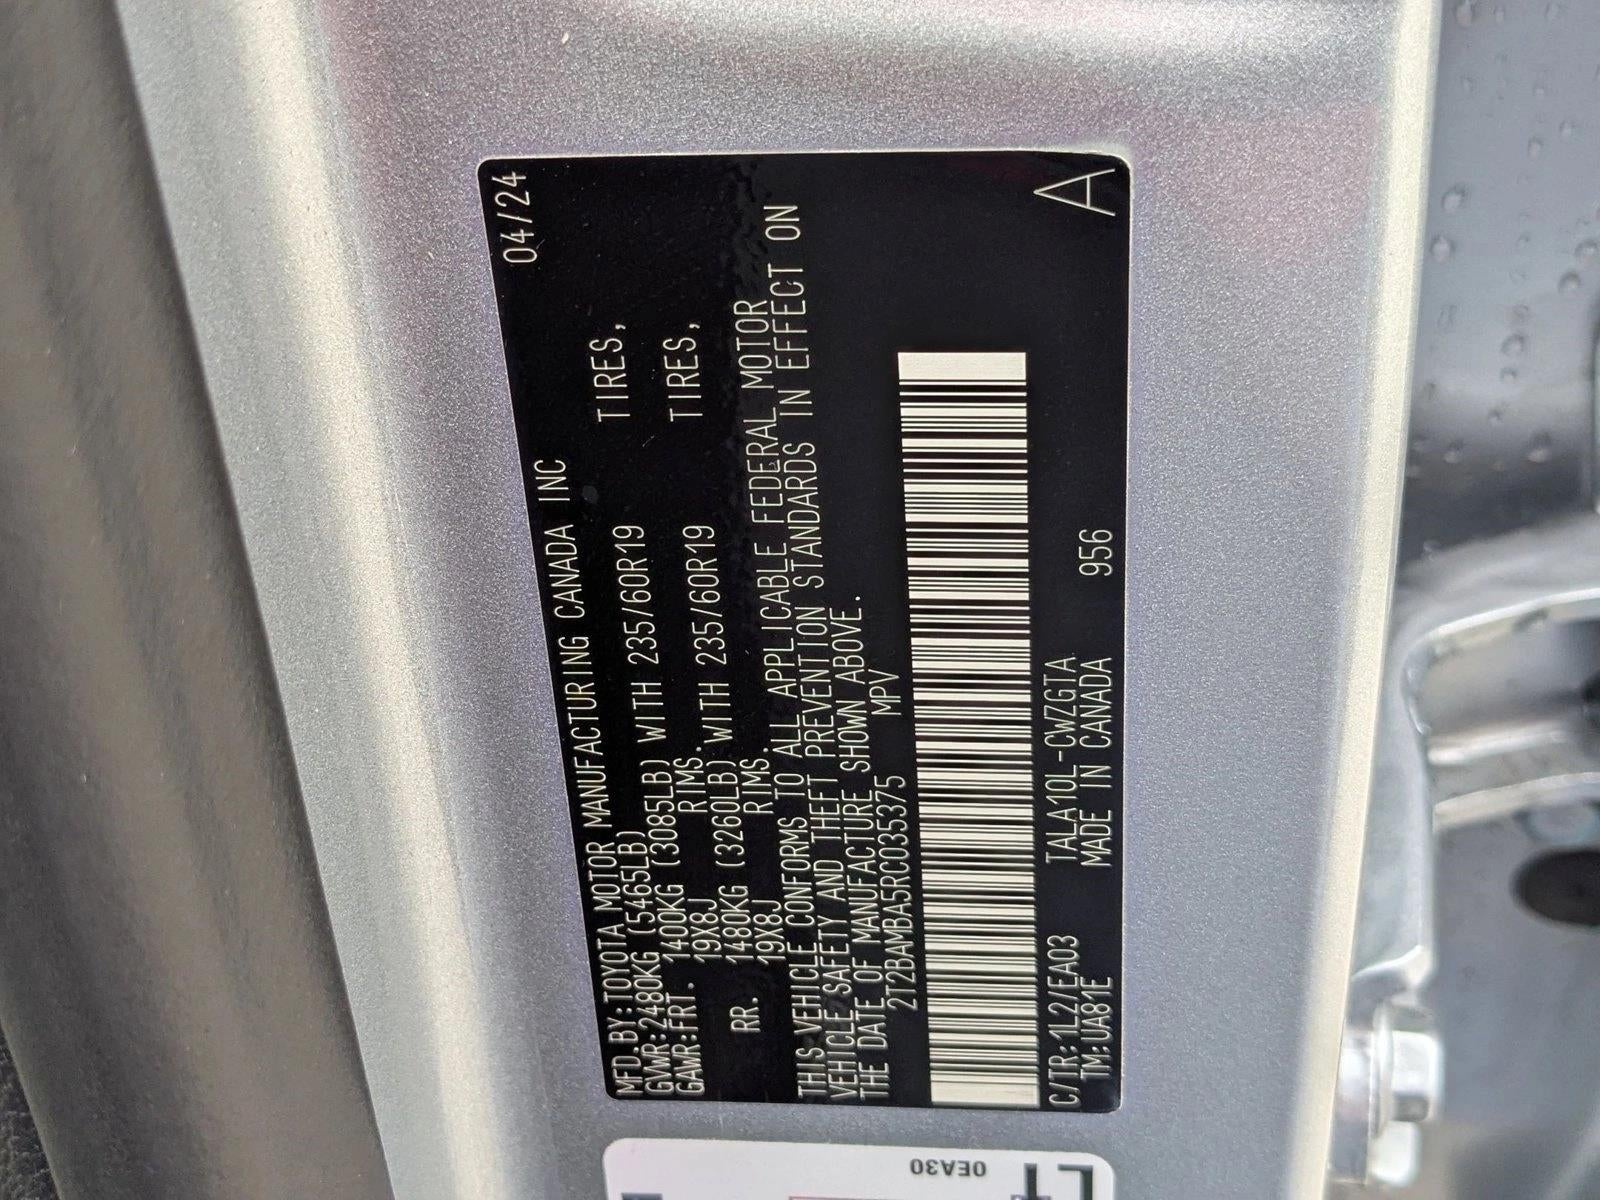 MFD.BY:TOYOTA MOTOR MANUFACTURING CANADA INC 04/24
GVWR:2480KG (5465LB)
GAWR:FRT. 1400KG (3085LB) WITH 235/60R19 TIRES,
19X8J RIMS.
RR. 1480KG (3260LB) WITH 235/60R19 TIRES,
19X8J RIMS.
THIS VEHICLE CONFORMS TO ALL APPLICABLE FEDERAL MOTOR
VEHICLE SAFETY AND THEFT PREVENTION STANDARDS IN EFFECT ON
THE DATE OF MANUFACTURE SHOWN ABOVE.
2T2BAMBA5RC035375 MPV
C/TR:1L2/EA03 TALA10L-CWZGTA 956 A
TM:UA81E MADE IN CANADA
0EA30